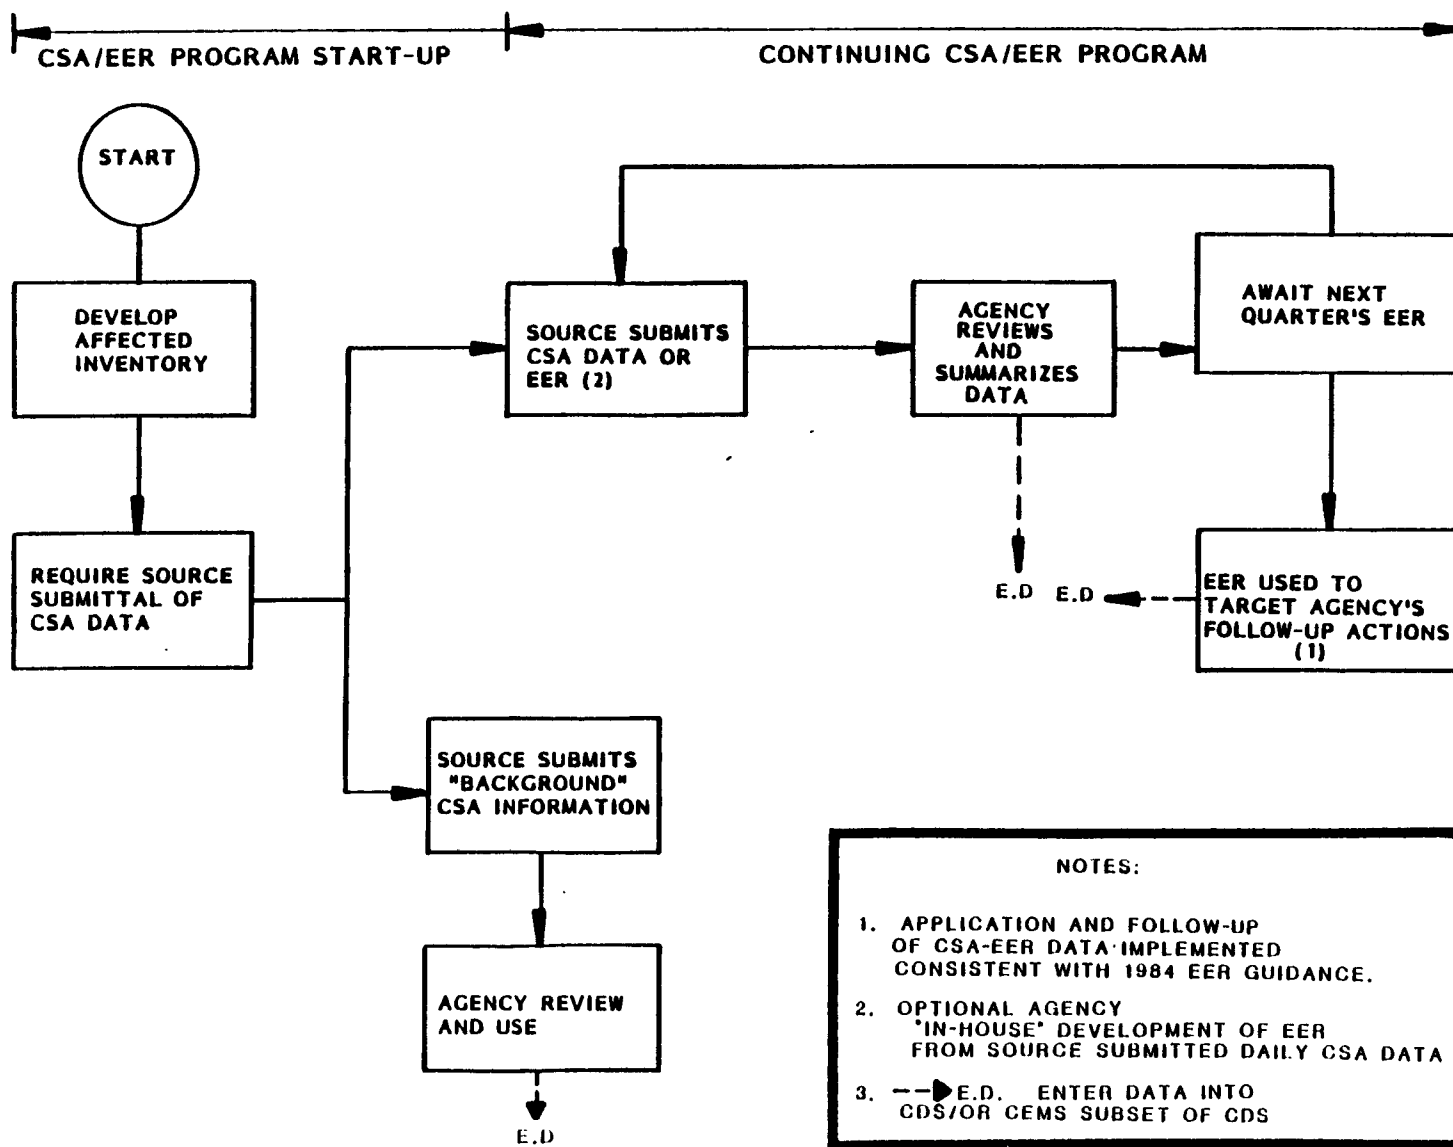 CSA/EER PROGRAM START-UP
CONTINUING CSA/EER PROGRAM
START
DEVELOP
AFFECTED
INVENTORY
REQUIRE SOURCE
SUBMITTAL OF
CSA DATA
SOURCE SUBMITS
CSA DATA OR
EER (2)
AGENCY
REVIEWS
AND
SUMMARIZES
DATA
E.D
AWAIT NEXT
QUARTER'S EER
EER USED TO
TARGET AGENCY'S
FOLLOW-UP ACTIONS
(1)
E.D
SOURCE SUBMITS
"BACKGROUND"
CSA INFORMATION
AGENCY REVIEW
AND USE
E.D
NOTES:
1. APPLICATION AND FOLLOW-UP
OF CSA-EER DATA IMPLEMENTED
CONSISTENT WITH 1984 EER GUIDANCE.
2. OPTIONAL AGENCY
"IN-HOUSE" DEVELOPMENT OF EER
FROM SOURCE SUBMITTED DAILY CSA DATA
3. E.D. ENTER DATA INTO
CDS/OR CEMS SUBSET OF CDS